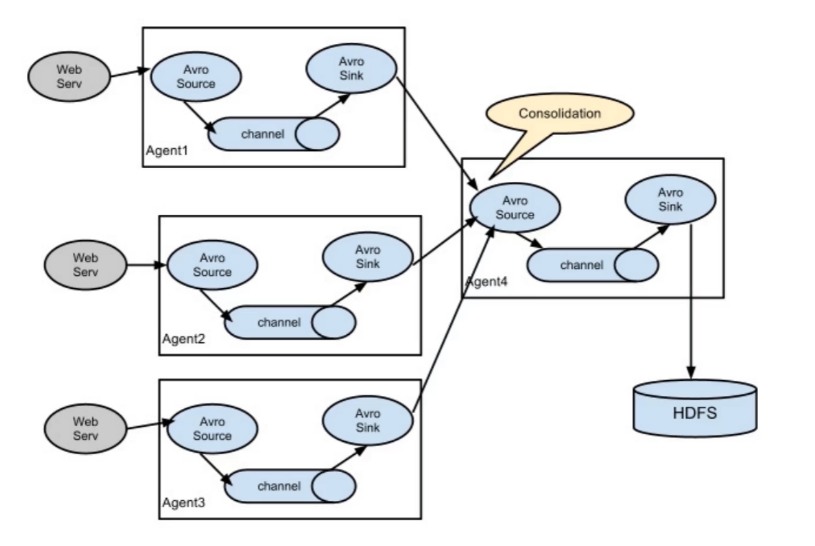 Web
Serv
Avro
Source
Avro
Sink
channel
Agent1
Consolidation
Web
Serv
Avro
Source
Avro
Sink
channel
Agent2
Avro
Source
Avro
Sink
channel
Agent4
Web
Serv
Avro
Source
Avro
Sink
channel
Agent3
HDFS